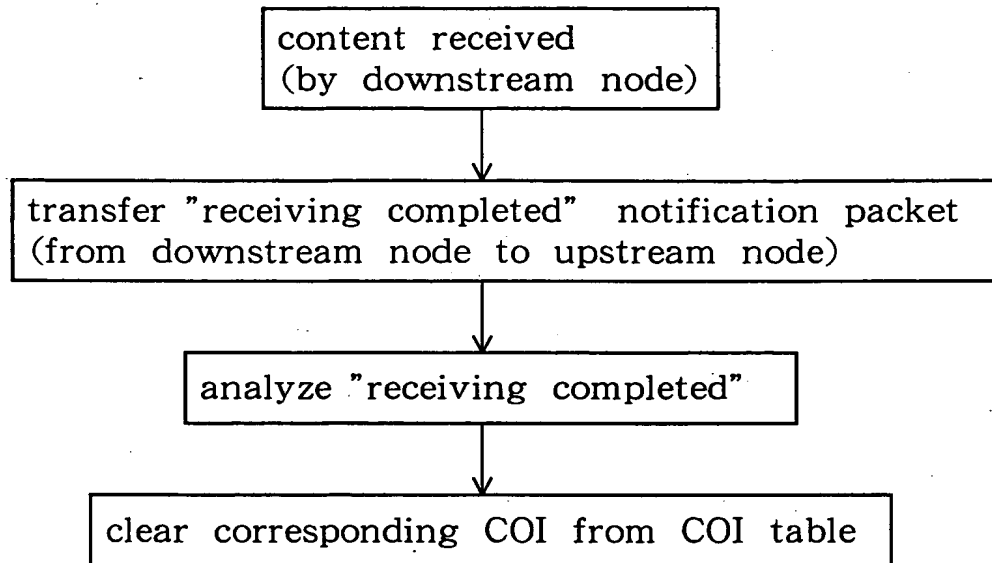 content received
(by downstream node)
transfer ”receiving completed” notification packet
(from downstream node to upstream node)
analyze ”receiving completed”
clear corresponding COI from COI table